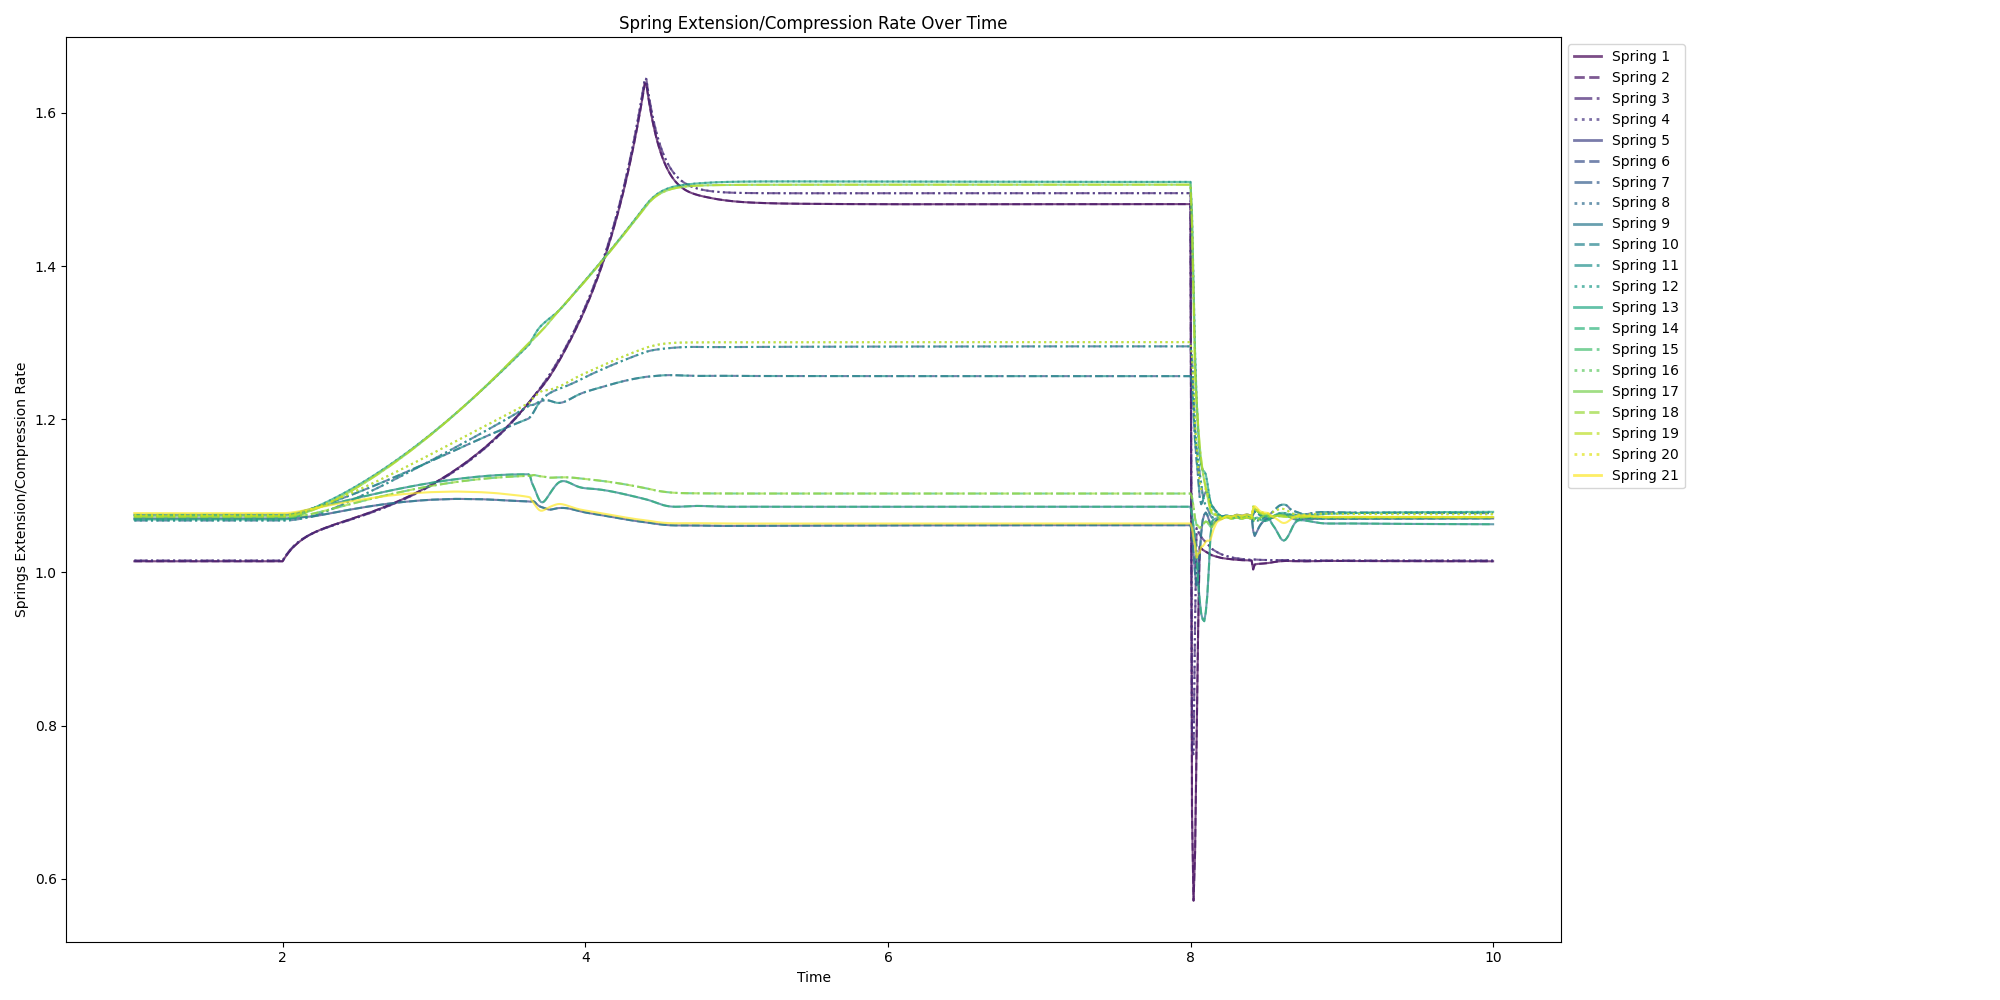 Spring Extension/Compression Rate Over Time
Springs Extension/Compression Rate
1.6
1.4
1.2
1.0
0.8
0.6
2
4
6
8
10
Time
Spring 1
Spring 2
Spring 3
Spring 4
Spring 5
Spring 6
Spring 7
Spring 8
Spring 9
Spring 10
Spring 11
Spring 12
Spring 13
Spring 14
Spring 15
Spring 16
Spring 17
Spring 18
Spring 19
Spring 20
Spring 21